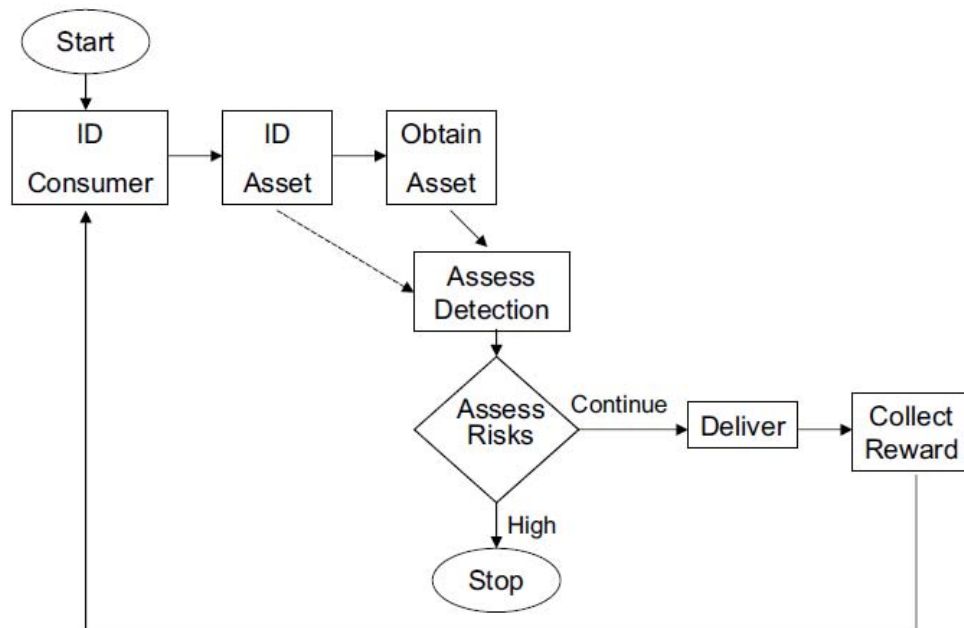 Start
ID
Consumer
ID
Asset
Obtain
Asset
Assess
Detection
Assess
Risks
Continue
Deliver
Collect
Reward
High
Stop